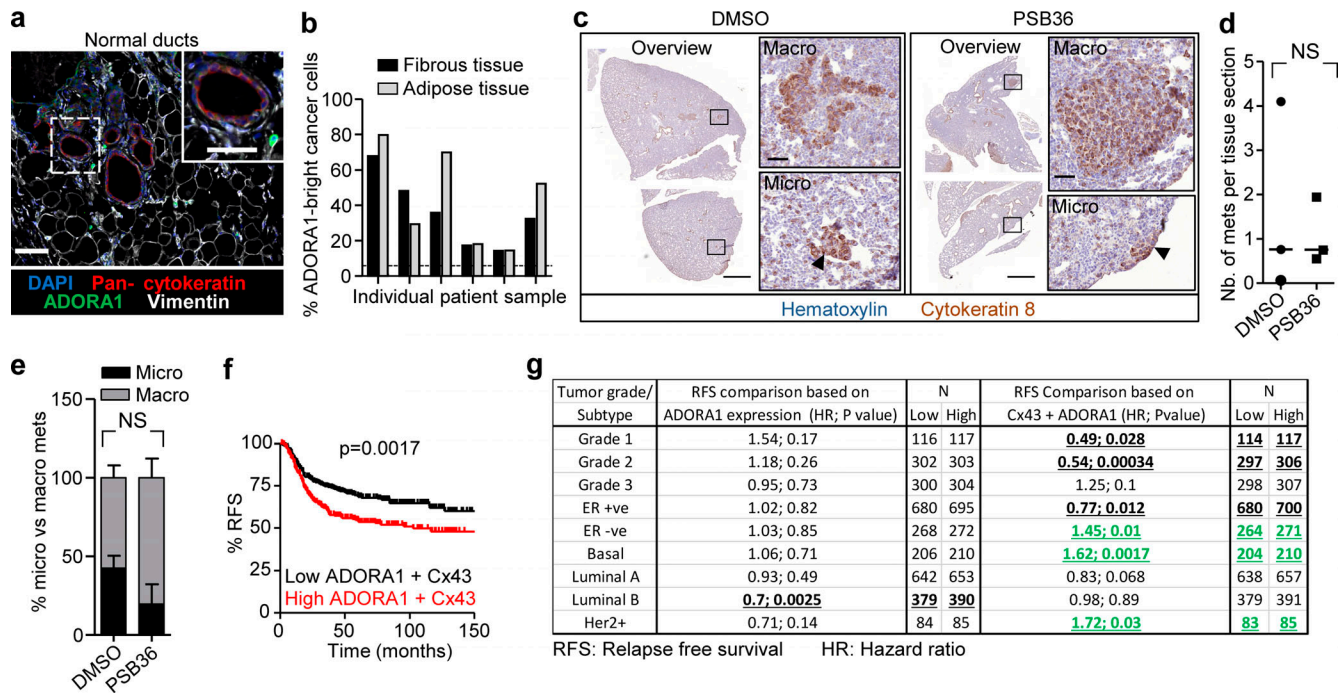 a
Normal ducts
DAPI Pan- cytokeratin
ADORA1 Vimentin
b
Fibrous tissue
Adipose tissue
% ADORA1-bright cancer cells
100
80
60
40
20
0
Individual patient sample
c
DMSO
PSB36
Overview
Macro
Micro
Overview
Macro
Micro
Hematoxylin Cytokeratin 8
d
NS
Nb. of mets per tissue section
5
4
3
2
1
0
DMSO
PSB36
e
Micro
Macro
NS
% micro vs macro mets
150
100
50
0
DMSO
PSB36
f
p=0.0017
% RFS
100
75
50
25
0
Low ADORA1 + Cx43
High ADORA1 + Cx43
0 50 100 150
Time (months)
g
Tumor grade/ RFS comparison based on N RFS Comparison based on N
Subtype ADORA1 expression (HR; P value) Low High Cx43 + ADORA1 (HR; Pvalue) Low High
Grade 1 1.54; 0.17 116 117 0.49; 0.028 114 117
Grade 2 1.18; 0.26 302 303 0.54; 0.00034 297 306
Grade 3 0.95; 0.73 300 304 1.25; 0.1 298 307
ER +ve 1.02; 0.82 680 695 0.77; 0.012 680 700
ER -ve 1.03; 0.85 268 272 1.45; 0.01 264 271
Basal 1.06; 0.71 206 210 1.62; 0.0017 204 210
Luminal A 0.93; 0.49 642 653 0.83; 0.068 638 657
Luminal B 0.7; 0.0025 379 390 0.98; 0.89 379 391
Her2+ 0.71; 0.14 84 85 1.72; 0.03 83 85
RFS: Relapse free survival HR: Hazard ratio